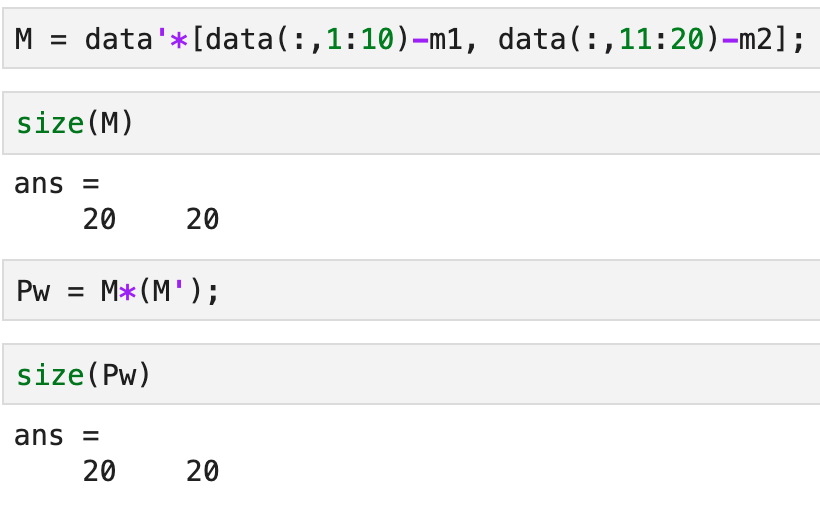 M = data'*[data(:,1:10)-m1, data(:,11:20)-m2];
size(M)
ans =
20 20
Pw = M*(M');
size(Pw)
ans =
20 20